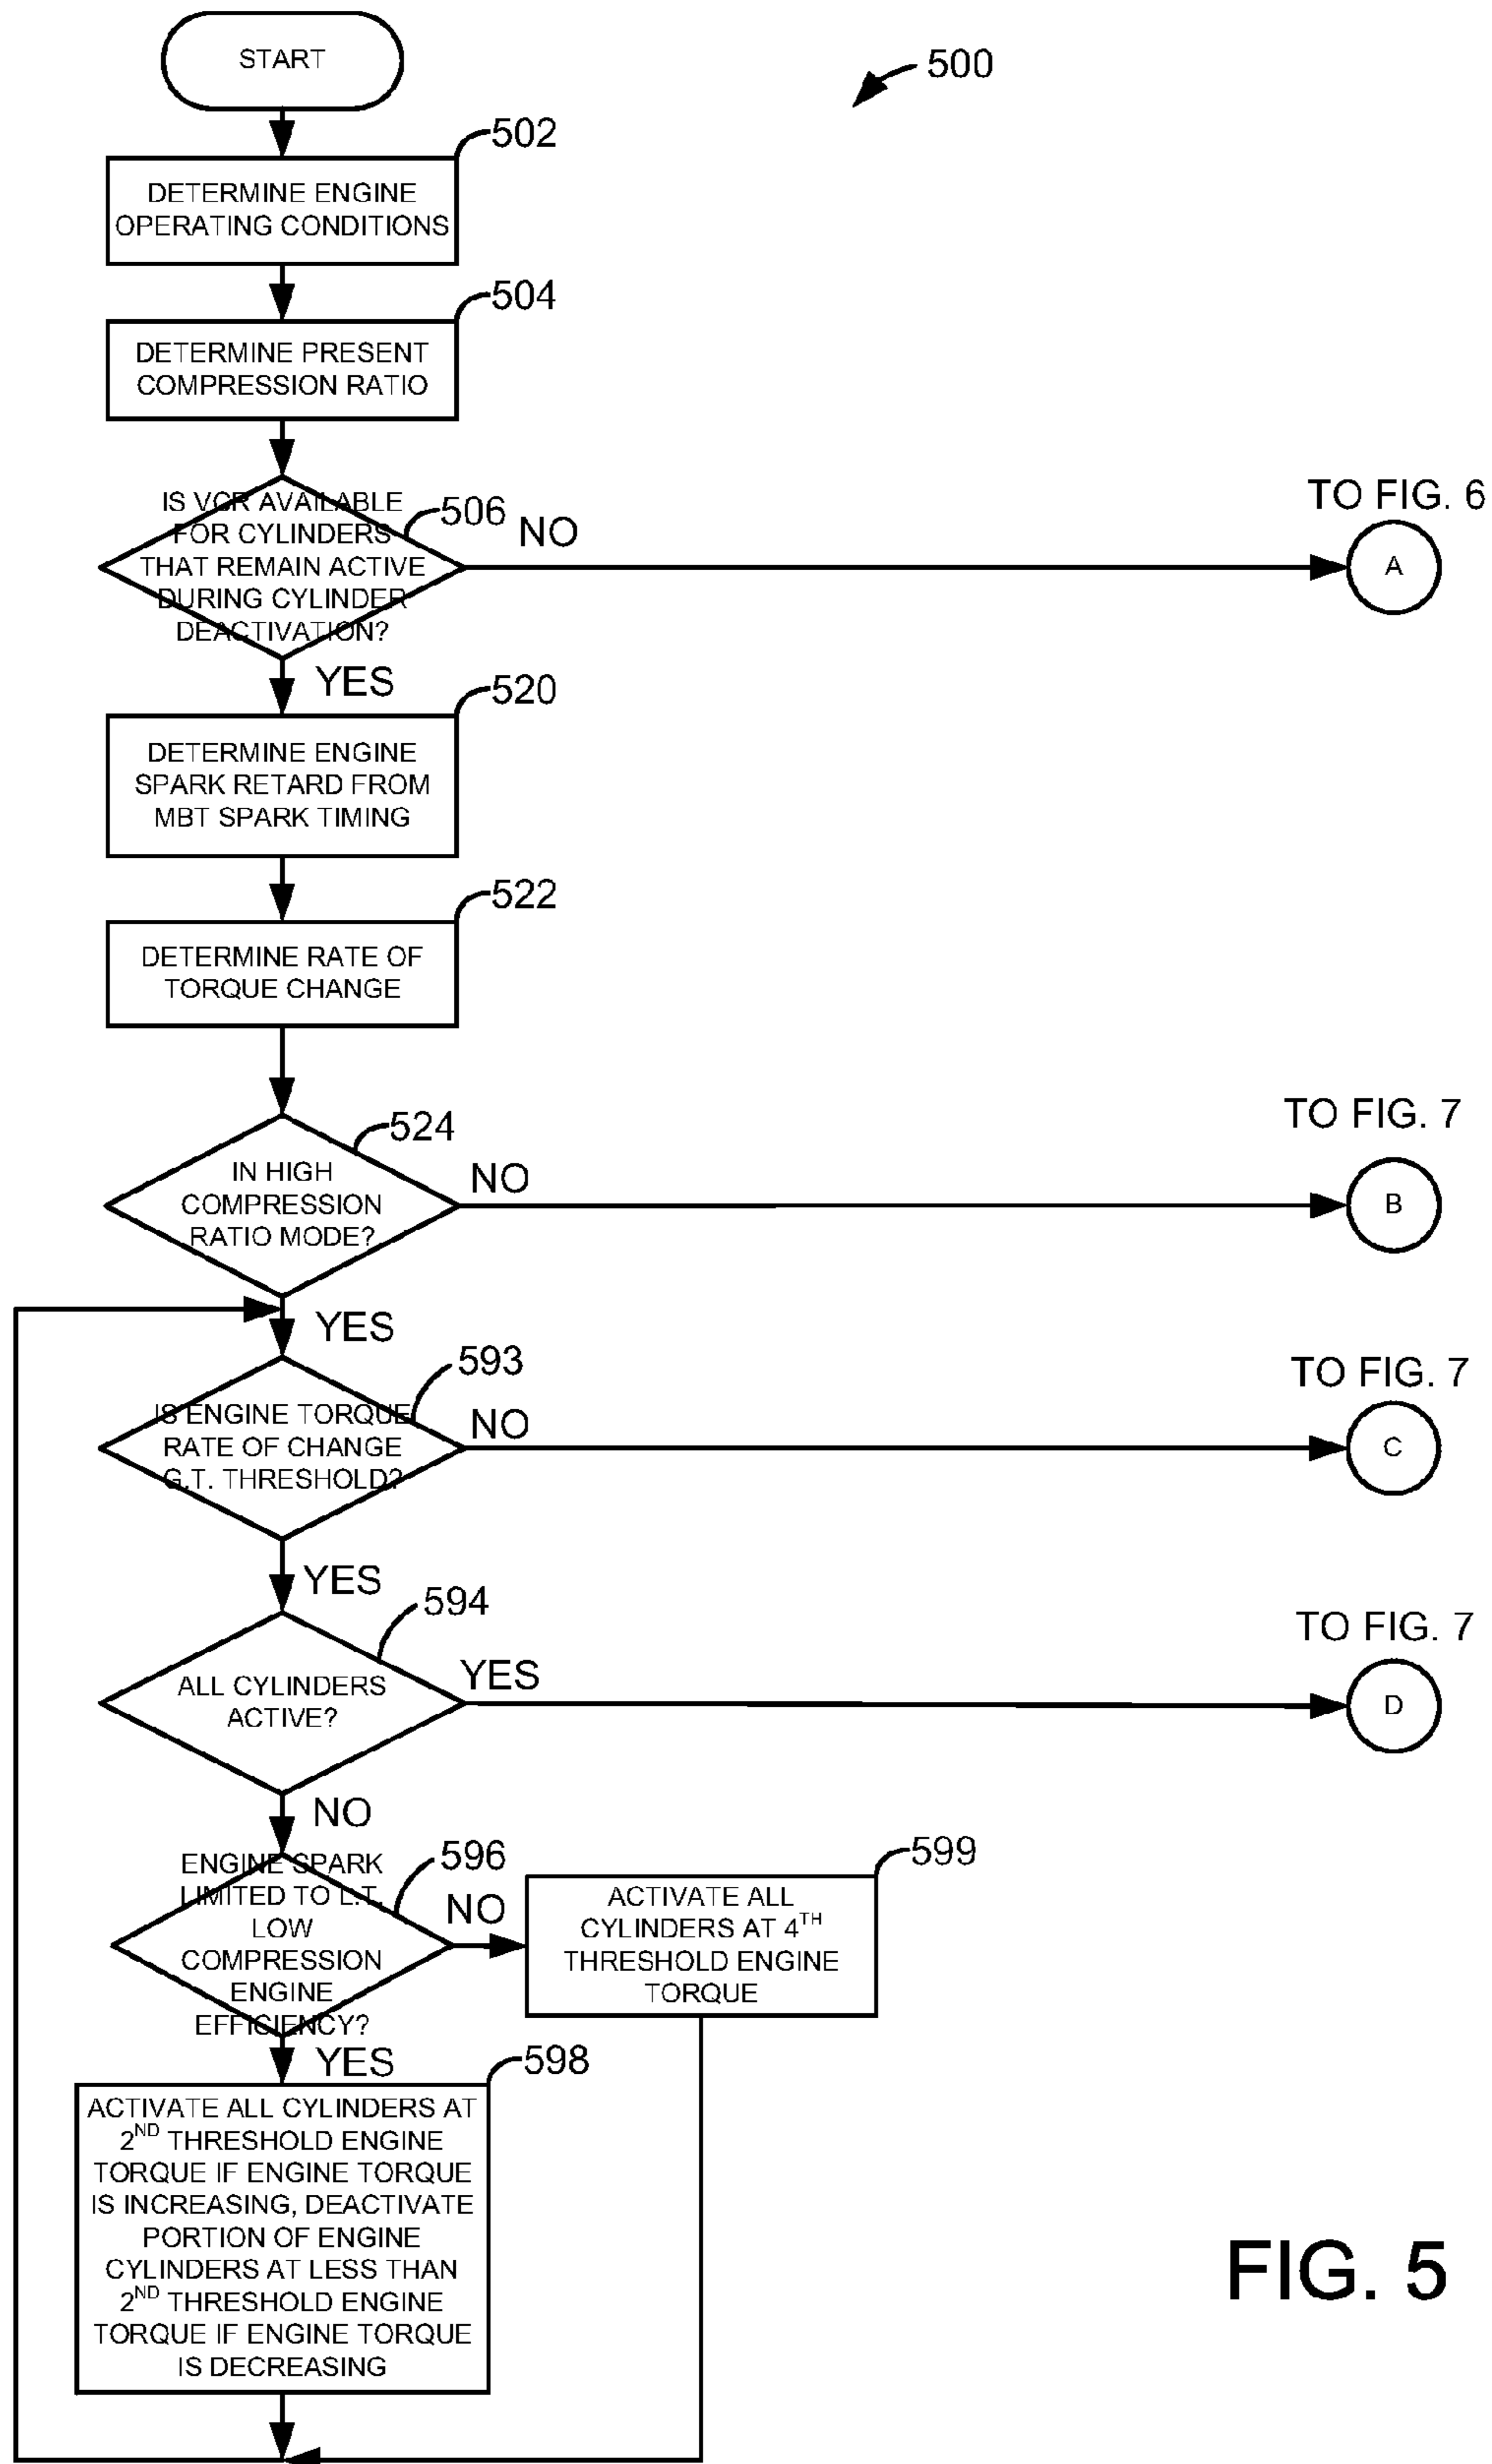 START
500
502
DETERMINE ENGINE
OPERATING CONDITIONS
504
DETERMINE PRESENT
COMPRESSION RATIO
IS VCR AVAILABLE
FOR CYLINDERS
THAT REMAIN ACTIVE
DURING CYLINDER
DEACTIVATION?
506
NO
TO FIG. 6
A
YES
520
DETERMINE ENGINE
SPARK RETARD FROM
MBT SPARK TIMING
522
DETERMINE RATE OF
TORQUE CHANGE
524
IN HIGH
COMPRESSION
RATIO MODE?
NO
TO FIG. 7
B
YES
593
IS ENGINE TORQUE
RATE OF CHANGE
G.T. THRESHOLD?
NO
TO FIG. 7
C
YES
594
ALL CYLINDERS
ACTIVE?
YES
TO FIG. 7
D
NO
596
ENGINE SPARK
LIMITED TO L.T.
LOW
COMPRESSION
ENGINE
EFFICIENCY?
NO
599
ACTIVATE ALL
CYLINDERS AT 4TH
THRESHOLD ENGINE
TORQUE
YES
598
ACTIVATE ALL CYLINDERS AT
2ND THRESHOLD ENGINE
TORQUE IF ENGINE TORQUE
IS INCREASING, DEACTIVATE
PORTION OF ENGINE
CYLINDERS AT LESS THAN
2ND THRESHOLD ENGINE
TORQUE IF ENGINE TORQUE
IS DECREASING
FIG. 5